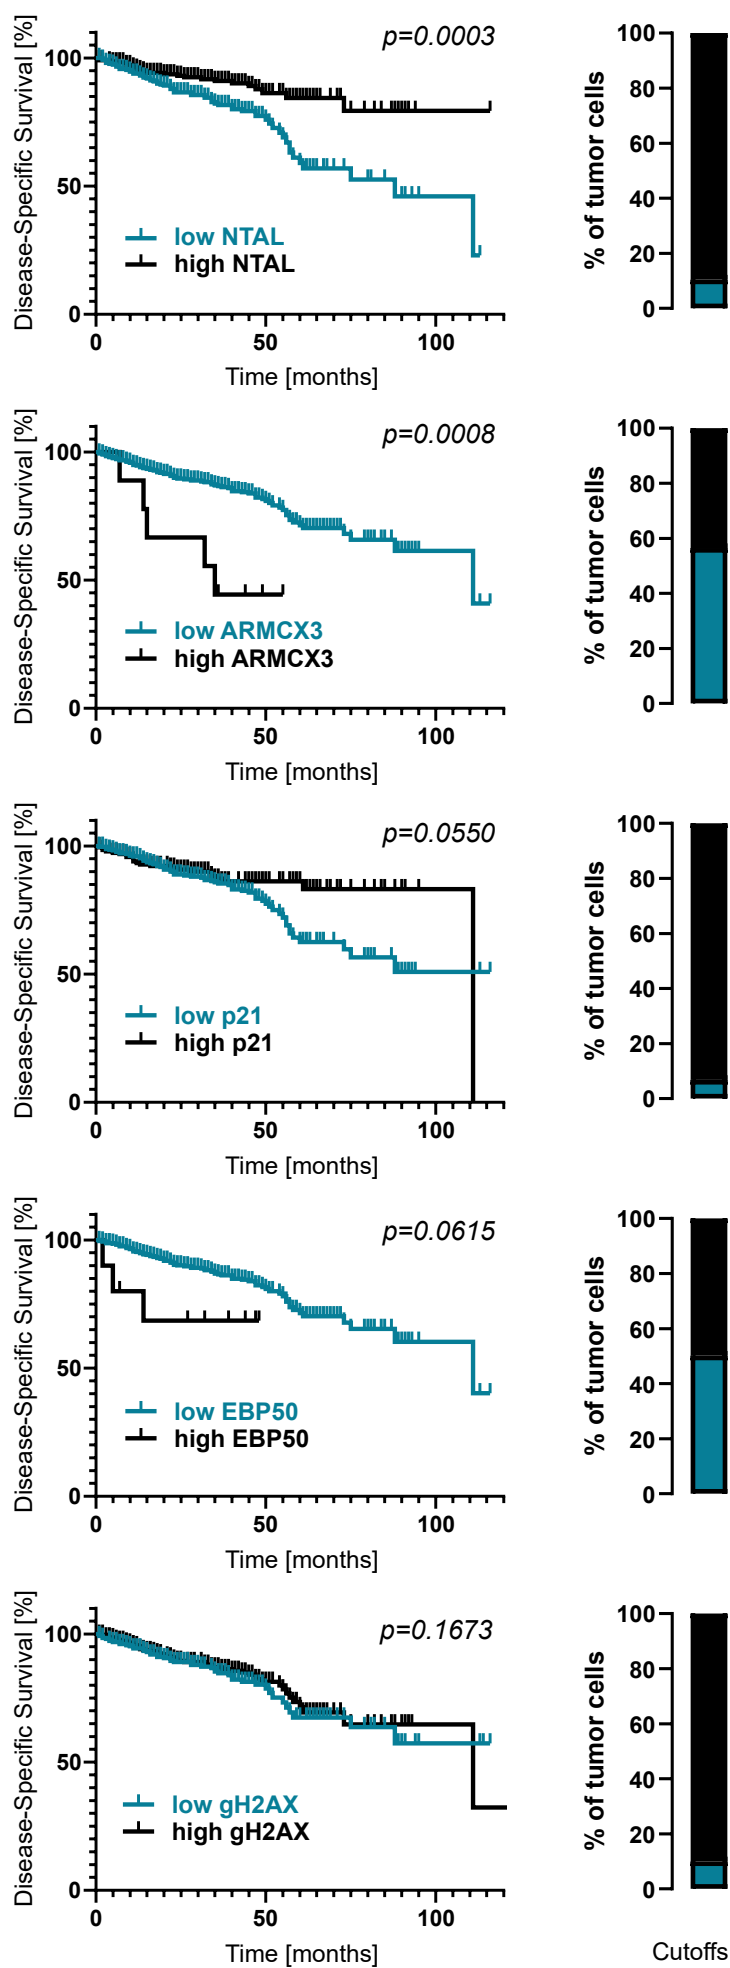 Disease-Specific Survival [%]
p=0.0003
100
50
0
low NTAL
high NTAL
0 50 100
Time [months]
% of tumor cells
100
80
60
40
20
0
Disease-Specific Survival [%]
p=0.0008
100
50
0
low ARMCX3
high ARMCX3
0 50 100
Time [months]
% of tumor cells
100
80
60
40
20
0
Disease-Specific Survival [%]
p=0.0550
100
50
0
low p21
high p21
0 50 100
Time [months]
% of tumor cells
100
80
60
40
20
0
Disease-Specific Survival [%]
p=0.0615
100
50
0
low EBP50
high EBP50
0 50 100
Time [months]
% of tumor cells
100
80
60
40
20
0
Disease-Specific Survival [%]
p=0.1673
100
50
0
low gH2AX
high gH2AX
0 50 100
Time [months]
% of tumor cells
100
80
60
40
20
0
Cutoffs